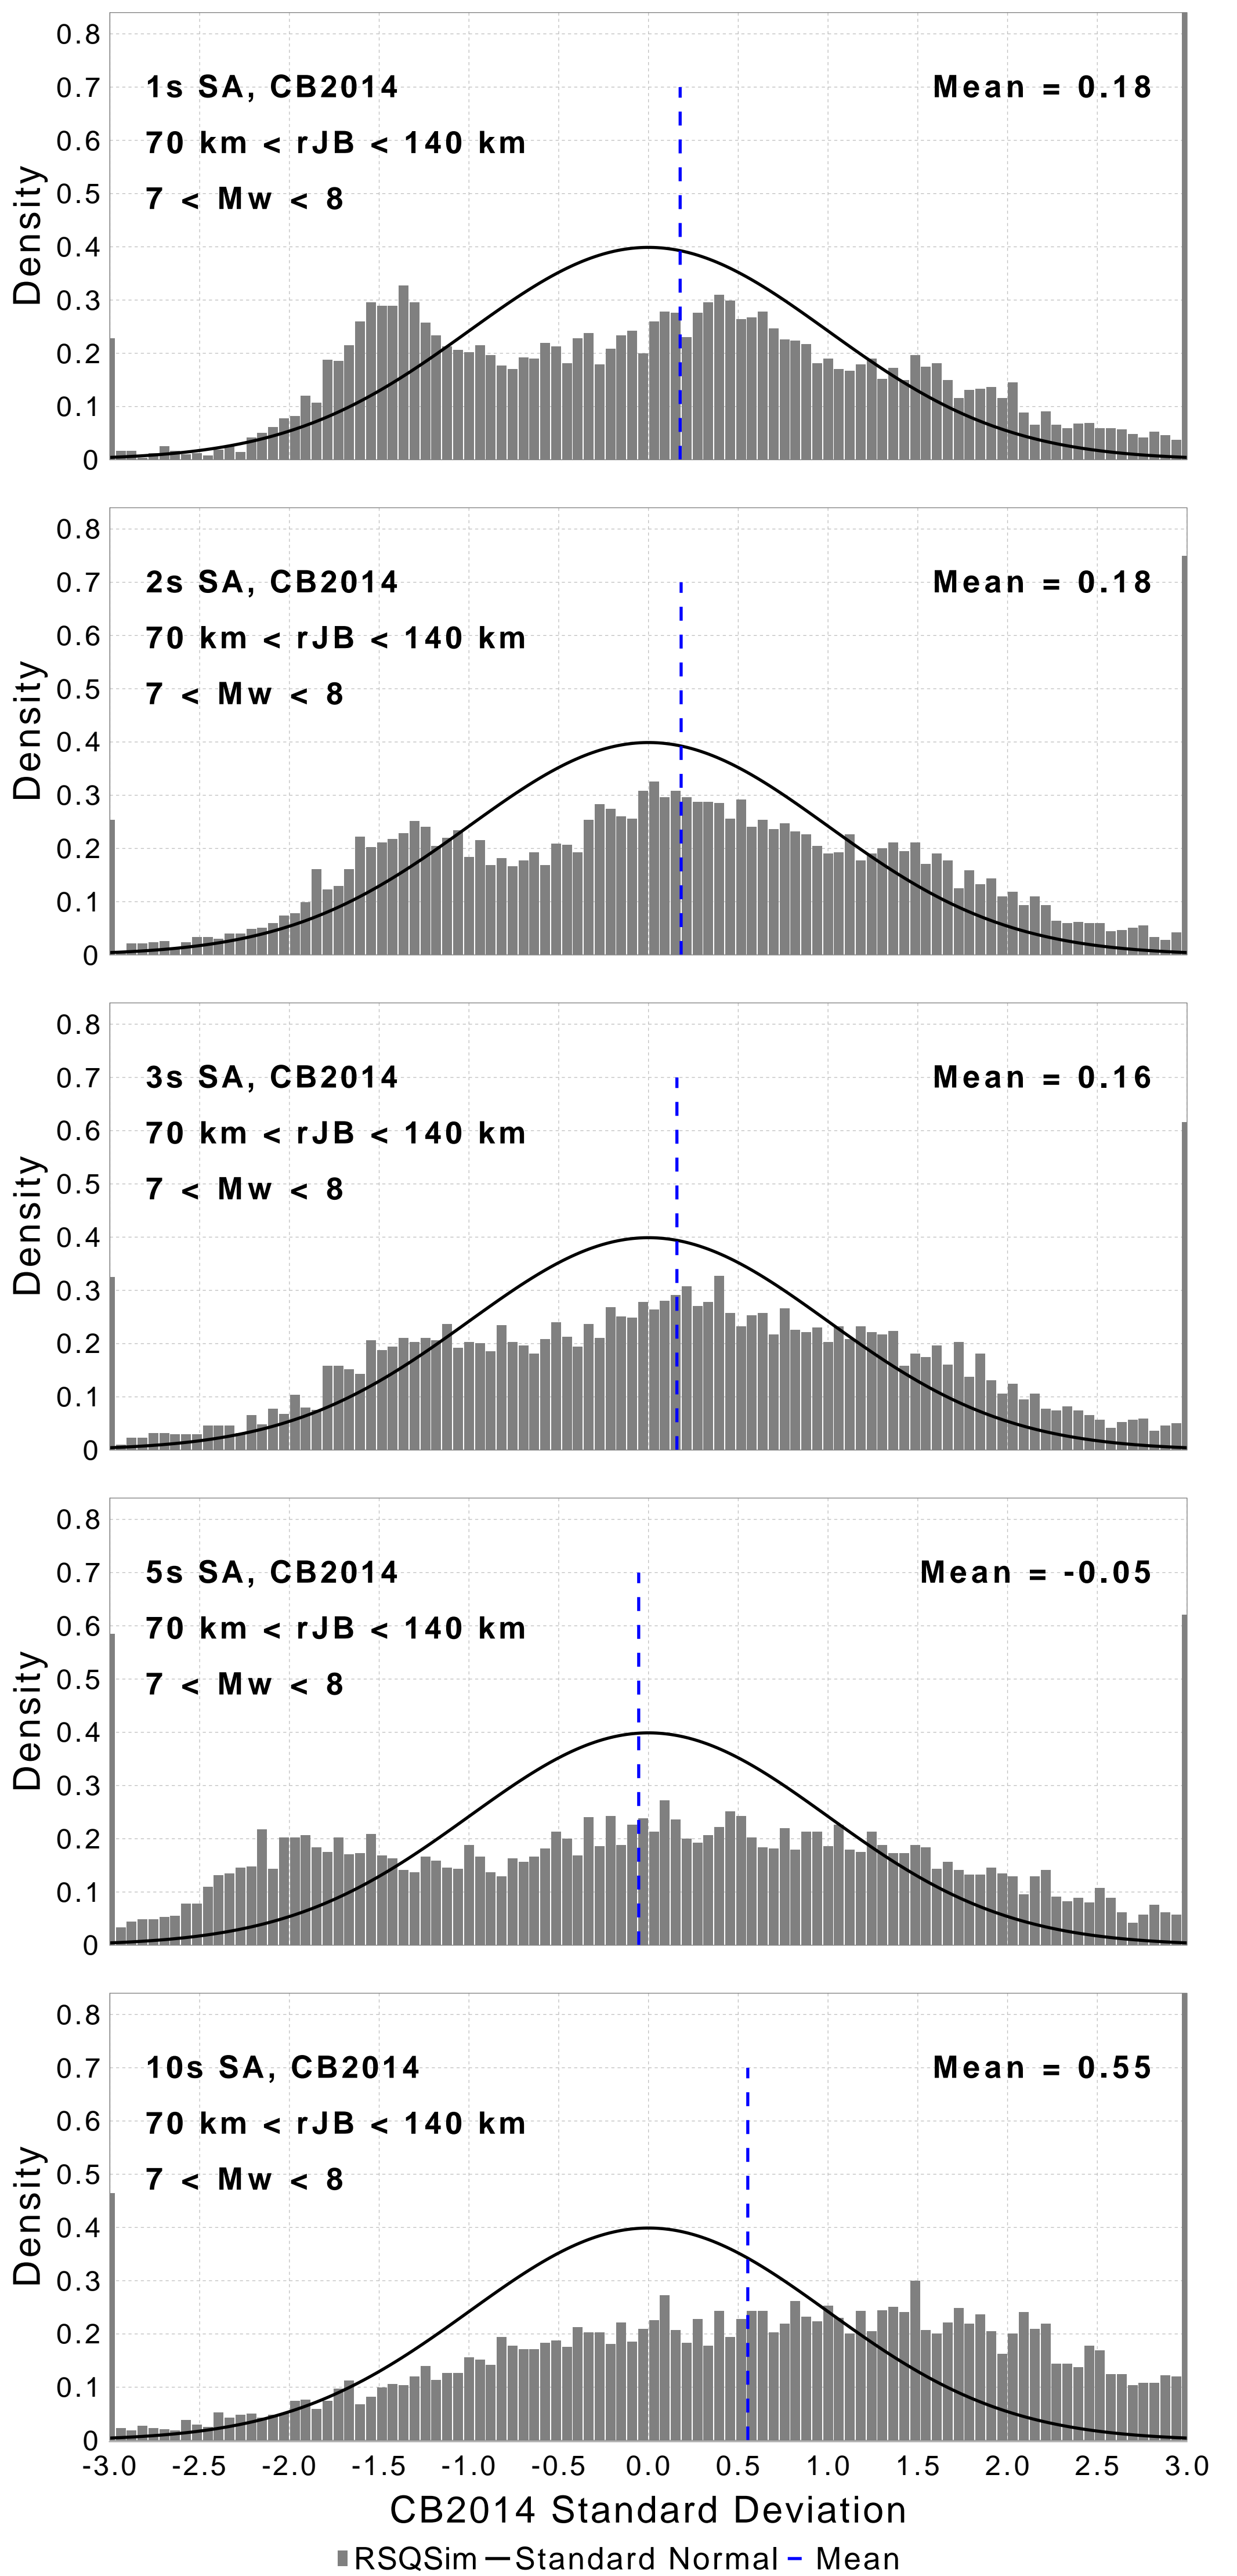 0.8
1s SA, CB2014 Mean = 0.18
0.7
70 km < rJB < 140 km
0.6
7 < Mw < 8
0.5
0.4
0.3
0.2
0.1
0
Density
0.8
2s SA, CB2014 Mean = 0.18
0.7
70 km < rJB < 140 km
0.6
7 < Mw < 8
0.5
0.4
0.3
0.2
0.1
0
Density
0.8
3s SA, CB2014 Mean = 0.16
0.7
70 km < rJB < 140 km
0.6
7 < Mw < 8
0.5
0.4
0.3
0.2
0.1
0
Density
0.8
5s SA, CB2014 Mean = -0.05
0.7
70 km < rJB < 140 km
0.6
7 < Mw < 8
0.5
0.4
0.3
0.2
0.1
0
Density
0.8
10s SA, CB2014 Mean = 0.55
0.7
70 km < rJB < 140 km
0.6
7 < Mw < 8
0.5
0.4
0.3
0.2
0.1
0
Density
-3.0 -2.5 -2.0 -1.5 -1.0 -0.5 0.0 0.5 1.0 1.5 2.0 2.5 3.0
CB2014 Standard Deviation
RSQSim Standard Normal Mean